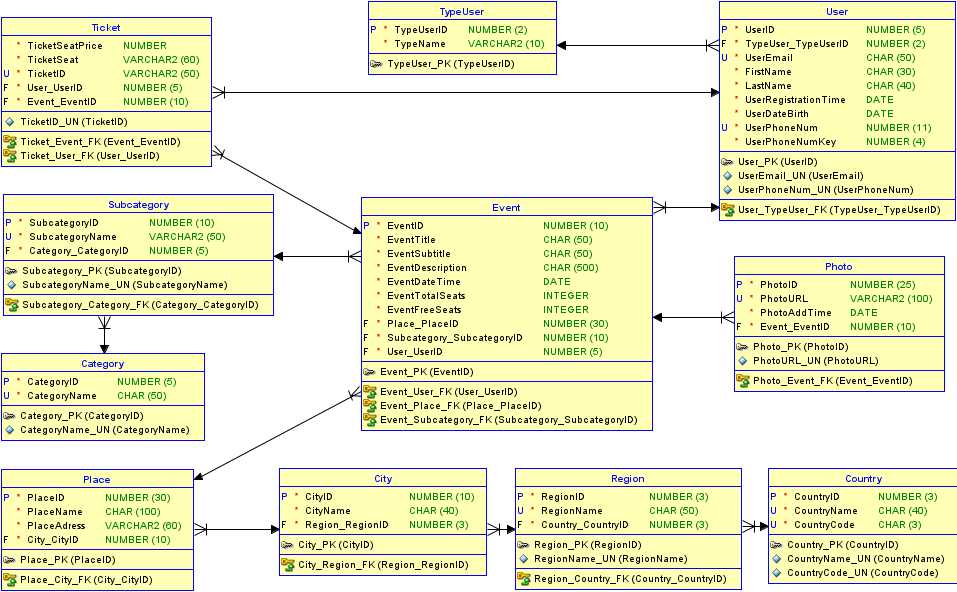 Ticket
* TicketSeatPrice NUMBER
* TicketSeat VARCHAR2 (60)
U * TicketID VARCHAR2 (50)
F * User_UserID NUMBER (5)
F * Event_EventID NUMBER (10)
TicketID_UN (TicketID)
Ticket_Event_FK (Event_EventID)
Ticket_User_FK (User_UserID)
TypeUser
P * TypeUserID NUMBER (2)
* TypeName VARCHAR2 (10)
TypeUser_PK (TypeUserID)
User
P * UserID NUMBER (5)
F * TypeUser_TypeUserID NUMBER (2)
U * UserEmail CHAR (50)
* FirstName CHAR (30)
* LastName CHAR (40)
* UserRegistrationTime DATE
* UserDateBirth DATE
U * UserPhoneNum NUMBER (11)
* UserPhoneNumKey NUMBER (4)
User_PK (UserID)
UserEmail_UN (UserEmail)
UserPhoneNum_UN (UserPhoneNum)
User_TypeUser_FK (TypeUser_TypeUserID)
Subcategory
P * SubcategoryID NUMBER (10)
U * SubcategoryName VARCHAR2 (50)
F * Category_CategoryID NUMBER (5)
Subcategory_PK (SubcategoryID)
SubcategoryName_UN (SubcategoryName)
Subcategory_Category_FK (Category_CategoryID)
Event
P * EventID NUMBER (10)
* EventTitle CHAR (50)
* EventSubtitle CHAR (50)
* EventDescription CHAR (500)
* EventDateTime DATE
* EventTotalSeats INTEGER
* EventFreeSeats INTEGER
F * Place_PlaceID NUMBER (30)
F * Subcategory_SubcategoryID NUMBER (10)
F * User_UserID NUMBER (5)
Event_PK (EventID)
Event_User_FK (User_UserID)
Event_Place_FK (Place_PlaceID)
Event_Subcategory_FK (Subcategory_SubcategoryID)
Photo
P * PhotoID NUMBER (25)
U * PhotoURL VARCHAR2 (100)
* PhotoAddTime DATE
F * Event_EventID NUMBER (10)
Photo_PK (PhotoID)
PhotoURL_UN (PhotoURL)
Photo_Event_FK (Event_EventID)
Category
P * CategoryID NUMBER (5)
U * CategoryName CHAR (50)
Category_PK (CategoryID)
CategoryName_UN (CategoryName)
Place
P * PlaceID NUMBER (30)
* PlaceName CHAR (100)
* PlaceAdress VARCHAR2 (60)
F * City_CityID NUMBER (10)
Place_PK (PlaceID)
Place_City_FK (City_CityID)
City
P * CityID NUMBER (10)
* CityName CHAR (40)
F * Region_RegionID NUMBER (3)
City_PK (CityID)
City_Region_FK (Region_RegionID)
Region
P * RegionID NUMBER (3)
U * RegionName CHAR (50)
F * Country_CountryID NUMBER (3)
Region_PK (RegionID)
RegionName_UN (RegionName)
Region_Country_FK (Country_CountryID)
Country
P * CountryID NUMBER (3)
U * CountryName CHAR (40)
U * CountryCode CHAR (3)
Country_PK (CountryID)
CountryName_UN (CountryName)
CountryCode_UN (CountryCode)